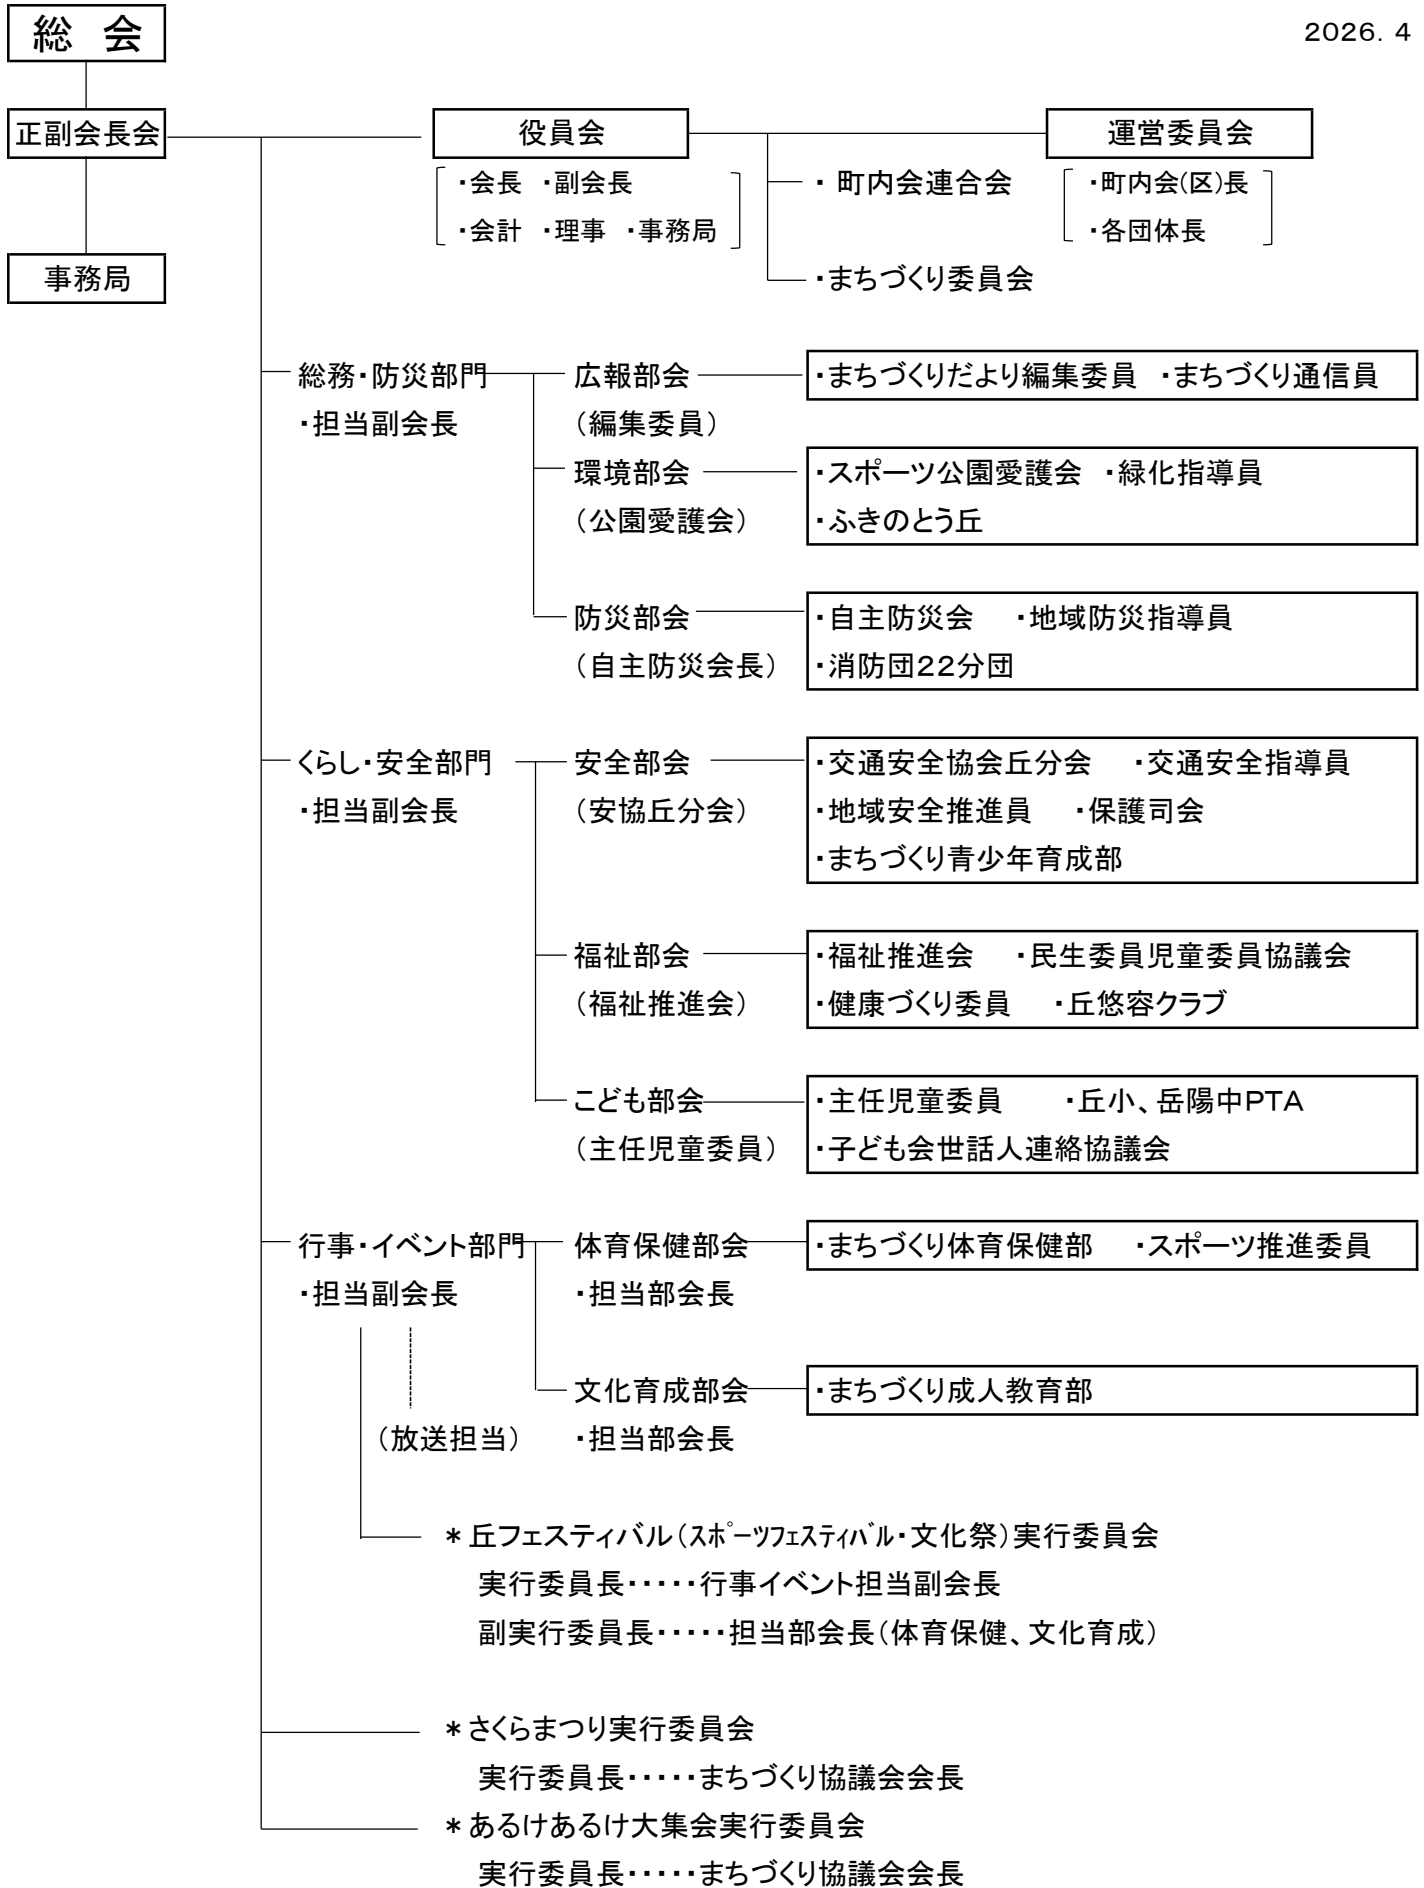 総　会
2026．4
正副会長会　役員会　運営委員会
・会長　・副会長　・町内会連合会　・町内会(区)長
・会計　・理事　・事務局　・各団体長
事務局　・まちづくり委員会
総務・防災部門　広報部会　・まちづくりだより編集委員　・まちづくり通信員
・担当副会長　（編集委員）
環境部会　・スポーツ公園愛護会　・緑化指導員
（公園愛護会）　・ふきのとう丘
防災部会　・自主防災会　・地域防災指導員
（自主防災会長）　・消防団22分団
くらし・安全部門　安全部会　・交通安全協会丘分会　・交通安全指導員
・担当副会長　（安協丘分会）　・地域安全推進員　・保護司会
・まちづくり青少年育成部
福祉部会　・福祉推進会　・民生委員児童委員協議会
（福祉推進会）　・健康づくり委員　・丘悠容クラブ
こども部会　・主任児童委員　・丘小、岳陽中PTA
（主任児童委員）　・子ども会世話人連絡協議会
行事・イベント部門　体育保健部会　・まちづくり体育保健部　・スポーツ推進委員
・担当副会長　・担当部会長
文化育成部会　・まちづくり成人教育部
（放送担当）　・担当部会長
＊丘フェスティバル（ｽﾎﾟｰﾂﾌｪｽﾃｨﾊﾞﾙ・文化祭）実行委員会
実行委員長・・・・・行事イベント担当副会長
副実行委員長・・・・・担当部会長（体育保健、文化育成）
＊さくらまつり実行委員会
実行委員長・・・・・まちづくり協議会会長
＊あるけあるけ大集会実行委員会
実行委員長・・・・・まちづくり協議会会長